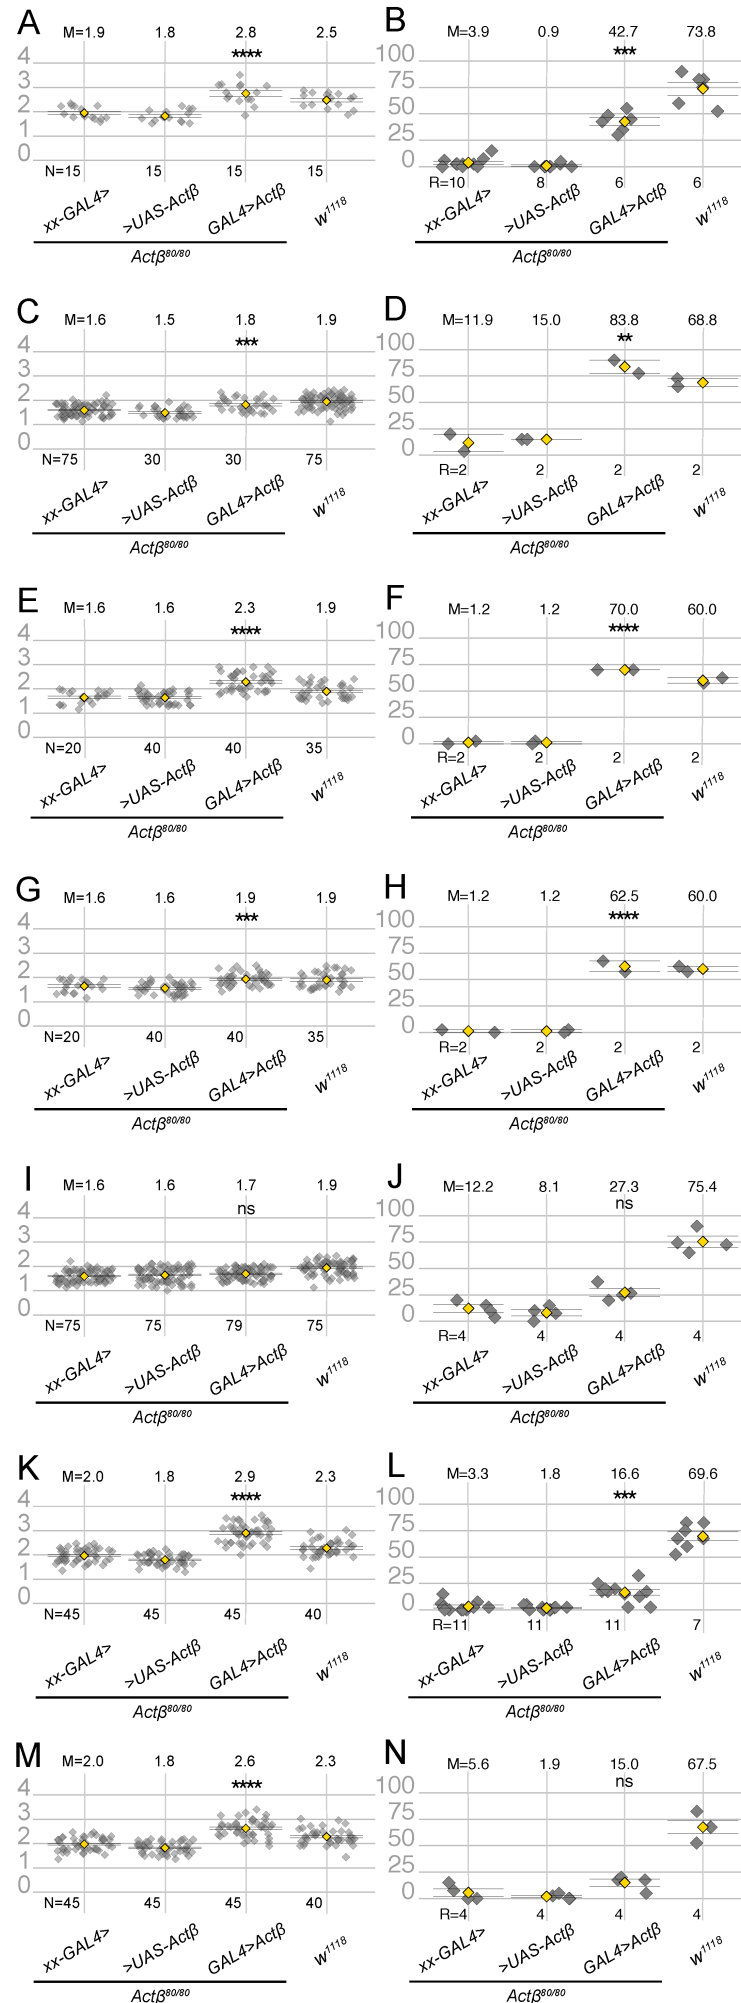 A
M=1.9 1.8 2.8 2.5
****
4
3
2
1
0
N=15 15 15 15
xx-GAL4> >UAS-Actβ GAL4>Actβ w1118
Actβ80/80
B
M=3.9 0.9 42.7 73.8
***
100
75
50
25
0
R=10 8 6 6
xx-GAL4> >UAS-Actβ GAL4>Actβ w1118
Actβ80/80
C
M=1.6 1.5 1.8 1.9
***
4
3
2
1
0
N=75 30 30 75
xx-GAL4> >UAS-Actβ GAL4>Actβ w1118
Actβ80/80
D
M=11.9 15.0 83.8 68.8
**
100
75
50
25
0
R=2 2 2 2
xx-GAL4> >UAS-Actβ GAL4>Actβ w1118
Actβ80/80
E
M=1.6 1.6 2.3 1.9
****
4
3
2
1
0
N=20 40 40 35
xx-GAL4> >UAS-Actβ GAL4>Actβ w1118
Actβ80/80
F
M=1.2 1.2 70.0 60.0
****
100
75
50
25
0
R=2 2 2 2
xx-GAL4> >UAS-Actβ GAL4>Actβ w1118
Actβ80/80
G
M=1.6 1.6 1.9 1.9
***
4
3
2
1
0
N=20 40 40 35
xx-GAL4> >UAS-Actβ GAL4>Actβ w1118
Actβ80/80
H
M=1.2 1.2 62.5 60.0
****
100
75
50
25
0
R=2 2 2 2
xx-GAL4> >UAS-Actβ GAL4>Actβ w1118
Actβ80/80
I
M=1.6 1.6 1.7 1.9
ns
4
3
2
1
0
N=75 75 79 75
xx-GAL4> >UAS-Actβ GAL4>Actβ w1118
Actβ80/80
J
M=12.2 8.1 27.3 75.4
ns
100
75
50
25
0
R=4 4 4 4
xx-GAL4> >UAS-Actβ GAL4>Actβ w1118
Actβ80/80
K
M=2.0 1.8 2.9 2.3
****
4
3
2
1
0
N=45 45 45 40
xx-GAL4> >UAS-Actβ GAL4>Actβ w1118
Actβ80/80
L
M=3.3 1.8 16.6 69.6
***
100
75
50
25
0
R=11 11 11 7
xx-GAL4> >UAS-Actβ GAL4>Actβ w1118
Actβ80/80
M
M=2.0 1.8 2.6 2.3
****
4
3
2
1
0
N=45 45 45 40
xx-GAL4> >UAS-Actβ GAL4>Actβ w1118
Actβ80/80
N
M=5.6 1.9 15.0 67.5
ns
100
75
50
25
0
R=4 4 4 4
xx-GAL4> >UAS-Actβ GAL4>Actβ w1118
Actβ80/80